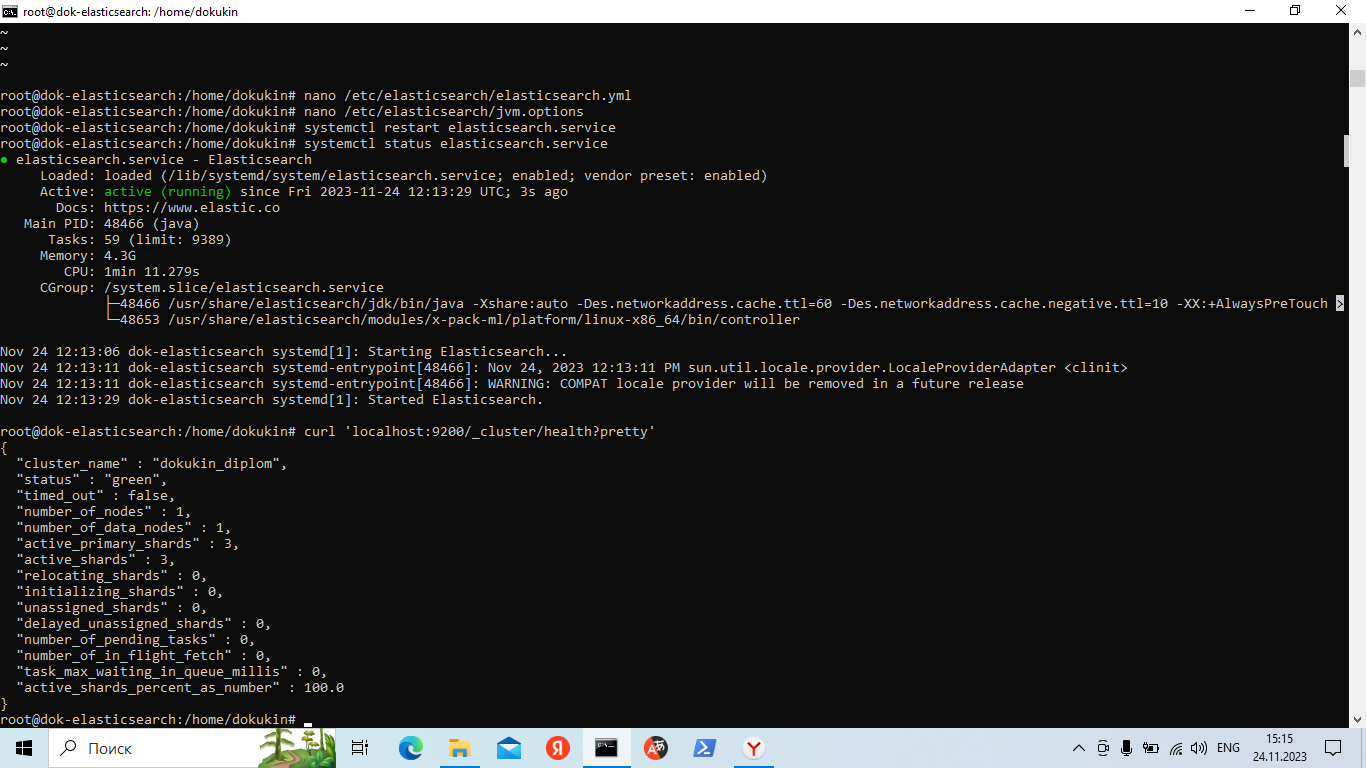 root@dok-elasticsearch: /home/dokukin
~
~
~
root@dok-elasticsearch:/home/dokukin# nano /etc/elasticsearch/elasticsearch.yml
root@dok-elasticsearch:/home/dokukin# nano /etc/elasticsearch/jvm.options
root@dok-elasticsearch:/home/dokukin# systemctl restart elasticsearch.service
root@dok-elasticsearch:/home/dokukin# systemctl status elasticsearch.service
● elasticsearch.service - Elasticsearch
     Loaded: loaded (/lib/systemd/system/elasticsearch.service; enabled; vendor preset: enabled)
     Active: active (running) since Fri 2023-11-24 12:13:29 UTC; 3s ago
       Docs: https://www.elastic.co
   Main PID: 48466 (java)
      Tasks: 59 (limit: 9389)
     Memory: 4.3G
        CPU: 1min 11.279s
     CGroup: /system.slice/elasticsearch.service
             ├─48466 /usr/share/elasticsearch/jdk/bin/java -Xshare:auto -Des.networkaddress.cache.ttl=60 -Des.networkaddress.cache.negative.ttl=10 -XX:+AlwaysPreTouch >
             └─48653 /usr/share/elasticsearch/modules/x-pack-ml/platform/linux-x86_64/bin/controller
Nov 24 12:13:06 dok-elasticsearch systemd[1]: Starting Elasticsearch...
Nov 24 12:13:11 dok-elasticsearch systemd-entrypoint[48466]: Nov 24, 2023 12:13:11 PM sun.util.locale.provider.LocaleProviderAdapter <clinit>
Nov 24 12:13:11 dok-elasticsearch systemd-entrypoint[48466]: WARNING: COMPAT locale provider will be removed in a future release
Nov 24 12:13:29 dok-elasticsearch systemd[1]: Started Elasticsearch.
root@dok-elasticsearch:/home/dokukin# curl 'localhost:9200/_cluster/health?pretty'
{
  "cluster_name" : "dokukin_diplom",
  "status" : "green",
  "timed_out" : false,
  "number_of_nodes" : 1,
  "number_of_data_nodes" : 1,
  "active_primary_shards" : 3,
  "active_shards" : 3,
  "relocating_shards" : 0,
  "initializing_shards" : 0,
  "unassigned_shards" : 0,
  "delayed_unassigned_shards" : 0,
  "number_of_pending_tasks" : 0,
  "number_of_in_flight_fetch" : 0,
  "task_max_waiting_in_queue_millis" : 0,
  "active_shards_percent_as_number" : 100.0
}
root@dok-elasticsearch:/home/dokukin#
Поиск
ENG
15:15
24.11.2023